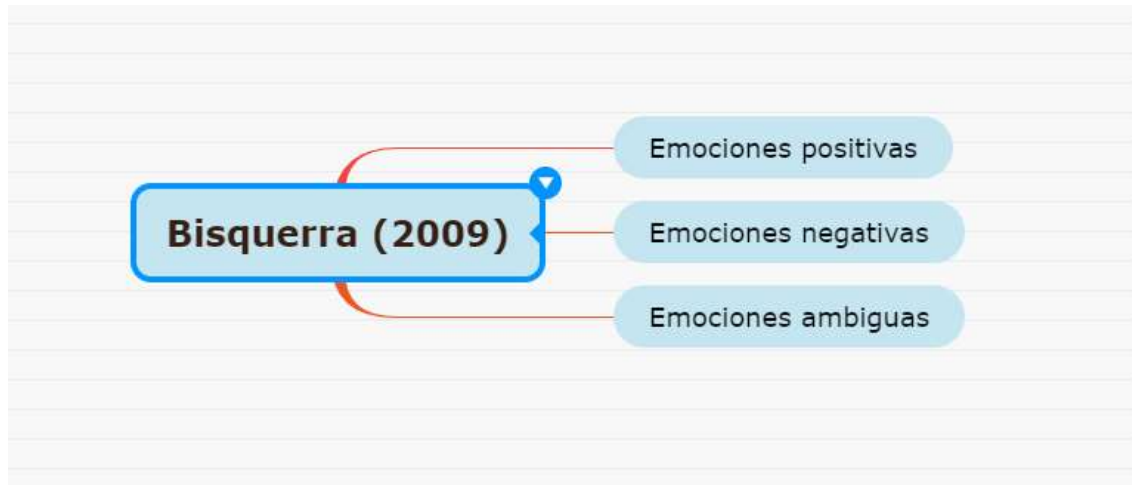 Bisquerra (2009)
Emociones positivas
Emociones negativas
Emociones ambiguas